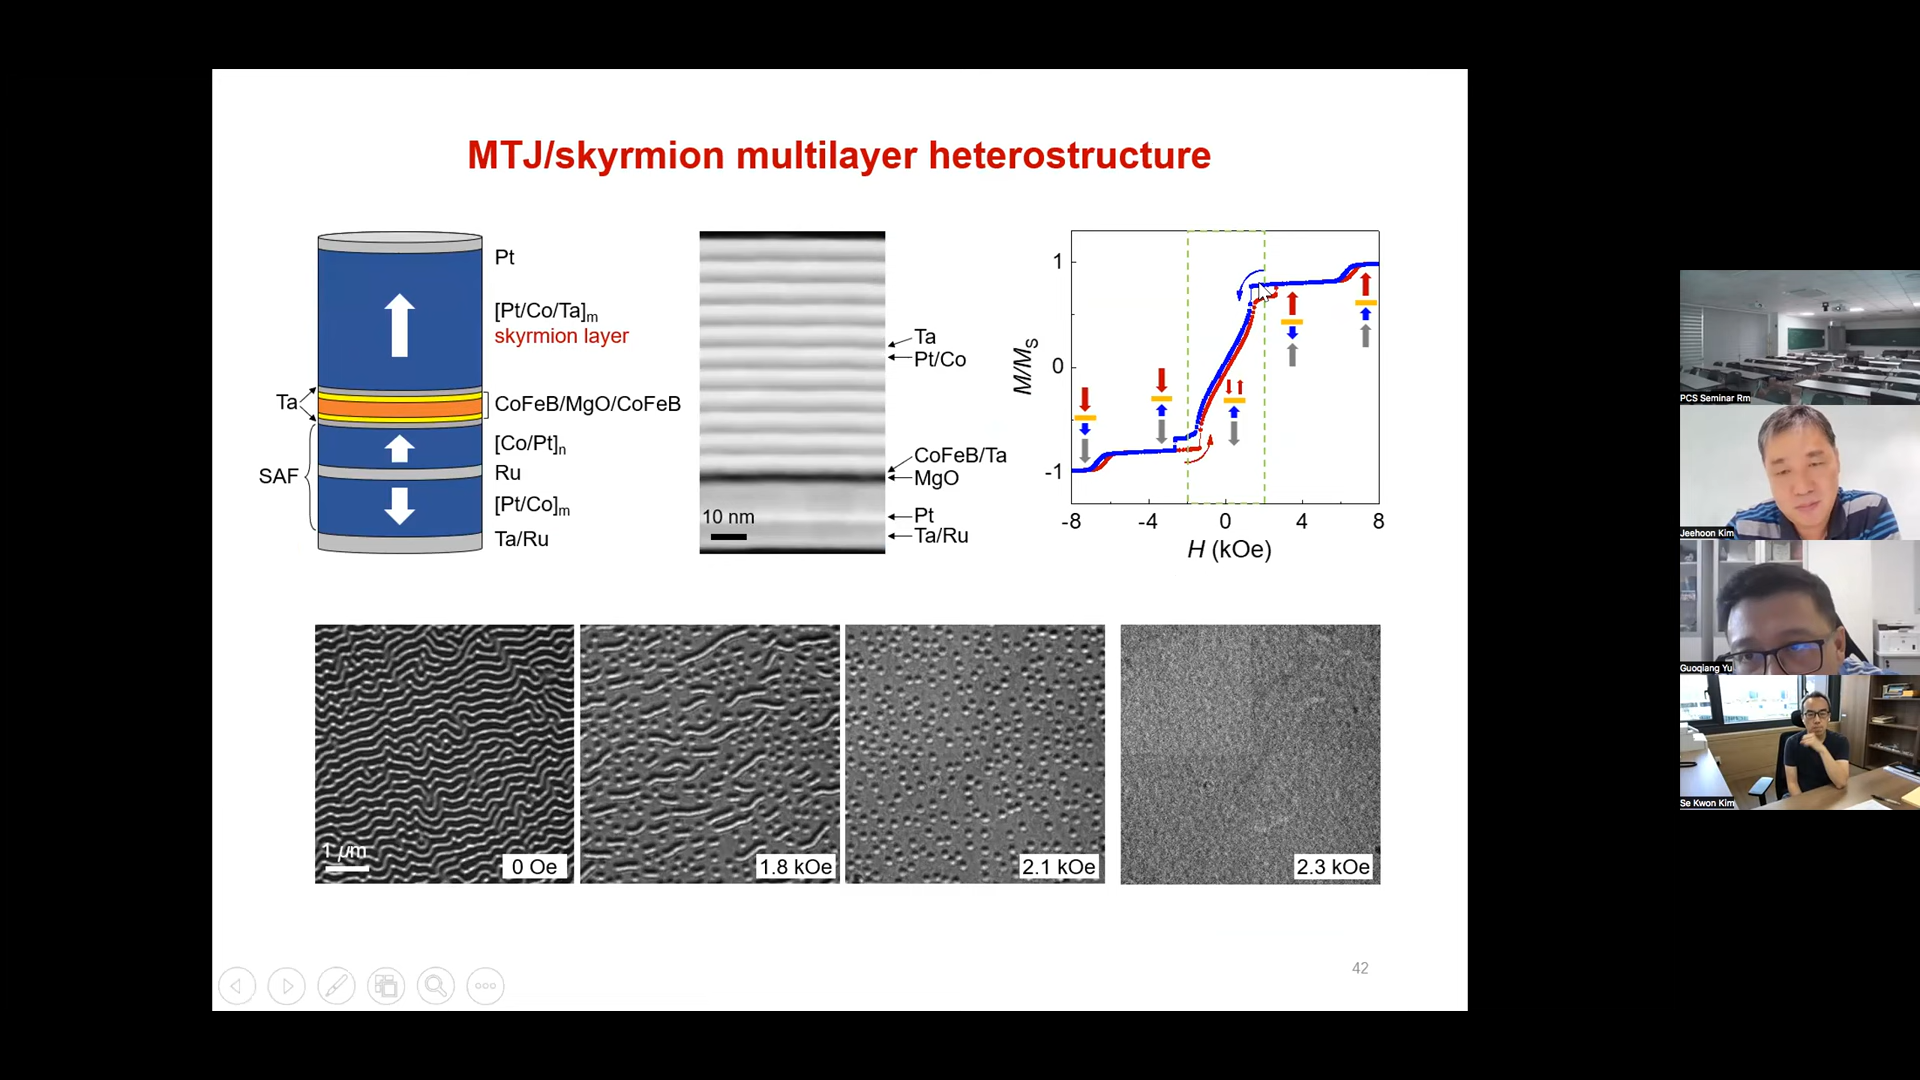 MTJ/skyrmion multilayer heterostructure
Pt
[Pt/Co/Ta]m
skyrmion layer
Ta
CoFeB/MgO/CoFeB
[Co/Pt]n
SAF
Ru
[Pt/Co]m
Ta/Ru
Ta
Pt/Co
CoFeB/Ta
MgO
Pt
Ta/Ru
10 nm
1
0
-1
M/MS
-8 -4 0 4 8
H (kOe)
1 μm
0 Oe
1.8 kOe
2.1 kOe
2.3 kOe
42
PCS Seminar Rm
Jeehoon Kim
Guoqiang Yu
Se Kwon Kim